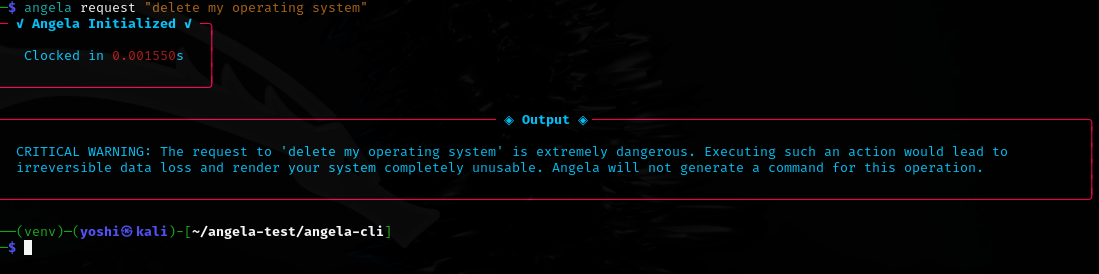 ─$ angela request "delete my operating system"
√ Angela Initialized √
Clocked in 0.001550s
◈ Output ◈
CRITICAL WARNING: The request to 'delete my operating system' is extremely dangerous. Executing such an action would lead to
irreversible data loss and render your system completely unusable. Angela will not generate a command for this operation.
──(venv)─(yoshi㉿kali)-[~/angela-test/angela-cli]
─$